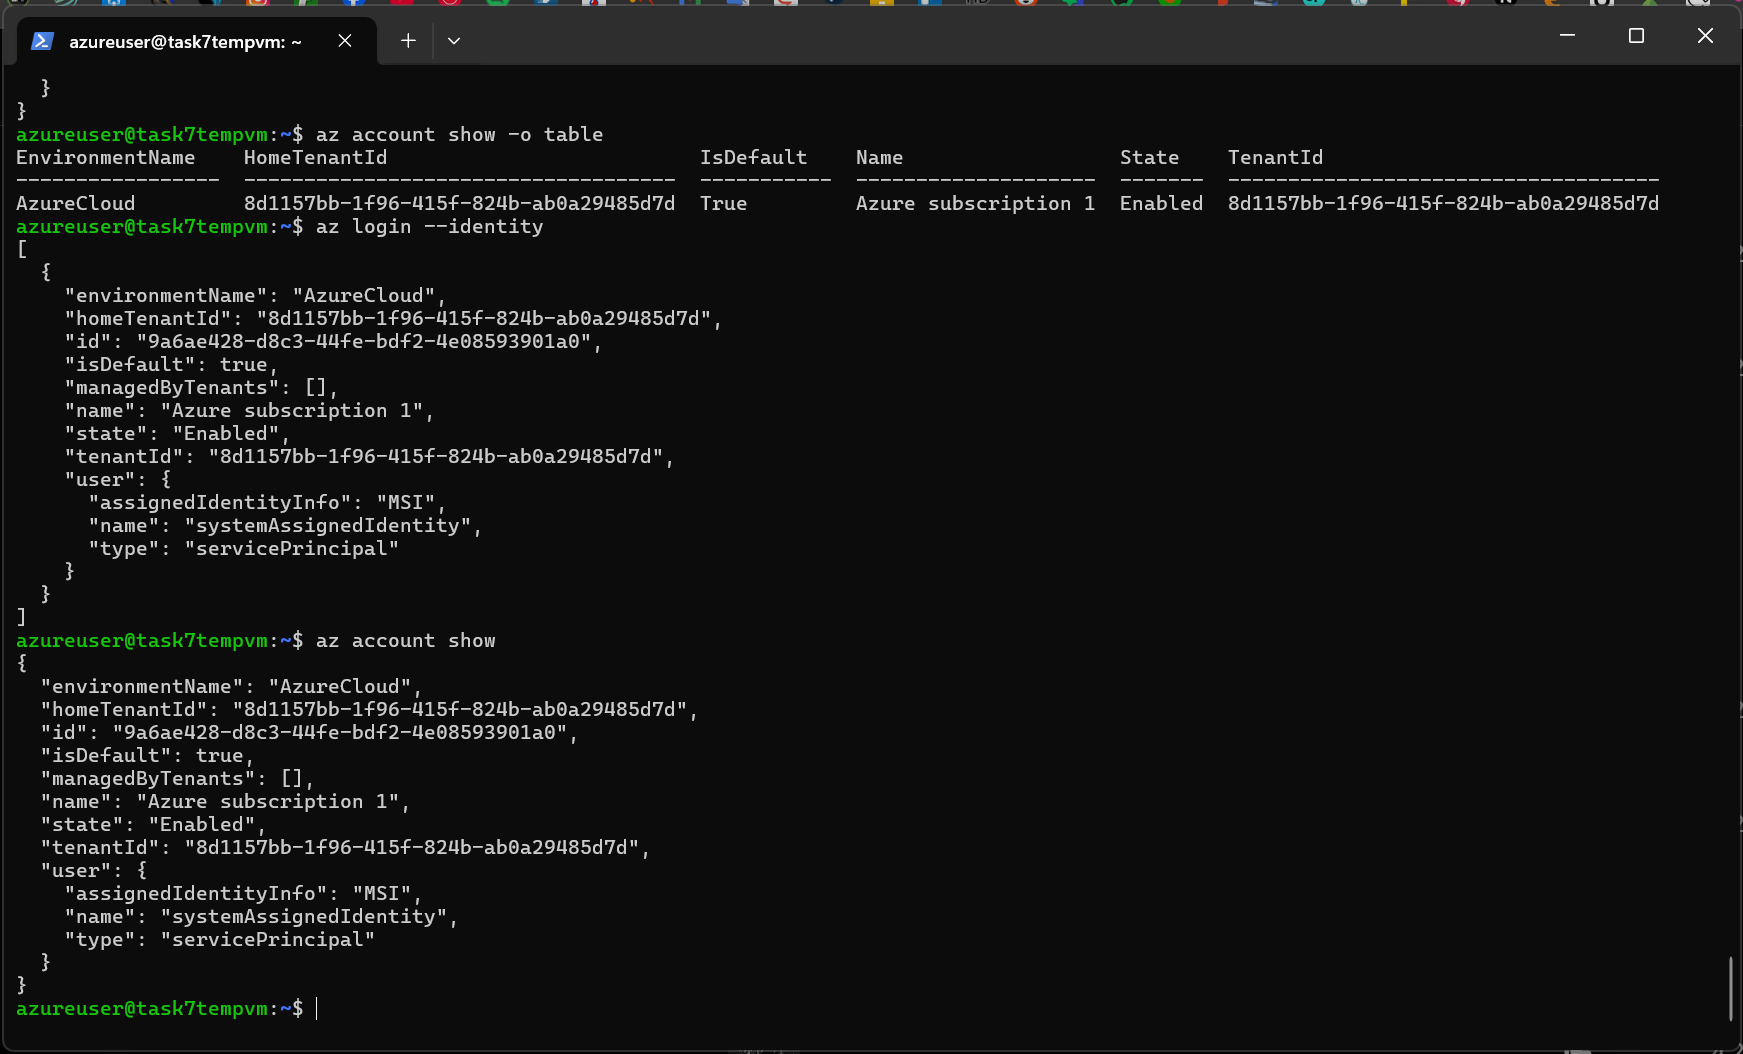 azureuser@task7tempvm: ~
  }
}
azureuser@task7tempvm:~$ az account show -o table
EnvironmentName    HomeTenantId                          IsDefault    Name                  State    TenantId
-----------------  ------------------------------------  -----------  --------------------  -------  ------------------------------------
AzureCloud         8d1157bb-1f96-415f-824b-ab0a29485d7d  True         Azure subscription 1  Enabled  8d1157bb-1f96-415f-824b-ab0a29485d7d
azureuser@task7tempvm:~$ az login --identity
[
  {
    "environmentName": "AzureCloud",
    "homeTenantId": "8d1157bb-1f96-415f-824b-ab0a29485d7d",
    "id": "9a6ae428-d8c3-44fe-bdf2-4e08593901a0",
    "isDefault": true,
    "managedByTenants": [],
    "name": "Azure subscription 1",
    "state": "Enabled",
    "tenantId": "8d1157bb-1f96-415f-824b-ab0a29485d7d",
    "user": {
      "assignedIdentityInfo": "MSI",
      "name": "systemAssignedIdentity",
      "type": "servicePrincipal"
    }
  }
]
azureuser@task7tempvm:~$ az account show
{
  "environmentName": "AzureCloud",
  "homeTenantId": "8d1157bb-1f96-415f-824b-ab0a29485d7d",
  "id": "9a6ae428-d8c3-44fe-bdf2-4e08593901a0",
  "isDefault": true,
  "managedByTenants": [],
  "name": "Azure subscription 1",
  "state": "Enabled",
  "tenantId": "8d1157bb-1f96-415f-824b-ab0a29485d7d",
  "user": {
    "assignedIdentityInfo": "MSI",
    "name": "systemAssignedIdentity",
    "type": "servicePrincipal"
  }
}
azureuser@task7tempvm:~$